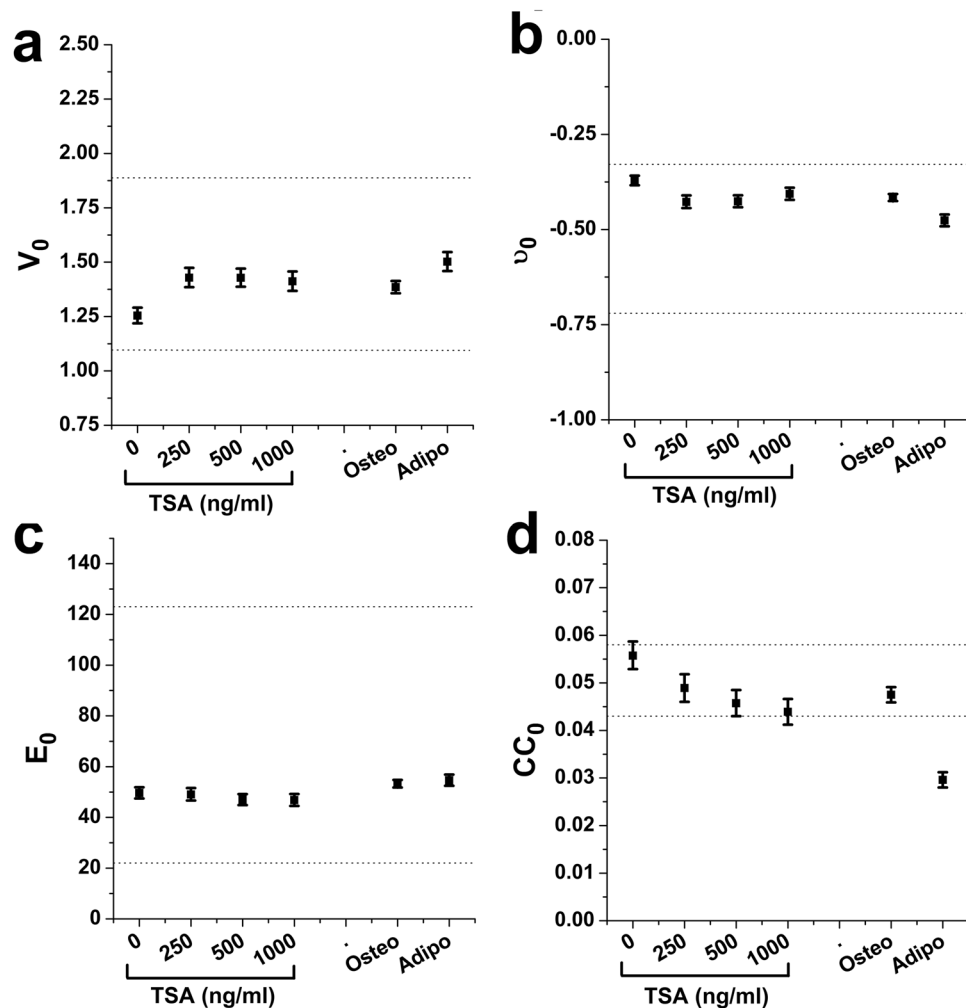 a
2.50
2.25
2.00
1.75
1.50
1.25
1.00
0.75
V0
0 250 500 1000 . Osteo Adipo
TSA (ng/ml)
b
0.00
-0.25
-0.50
-0.75
-1.00
υ0
0 250 500 1000 . Osteo Adipo
TSA (ng/ml)
c
140
120
100
80
60
40
20
0
E0
0 250 500 1000 . Osteo Adipo
TSA (ng/ml)
d
0.08
0.07
0.06
0.05
0.04
0.03
0.02
0.01
0.00
CC0
0 250 500 1000 . Osteo Adipo
TSA (ng/ml)